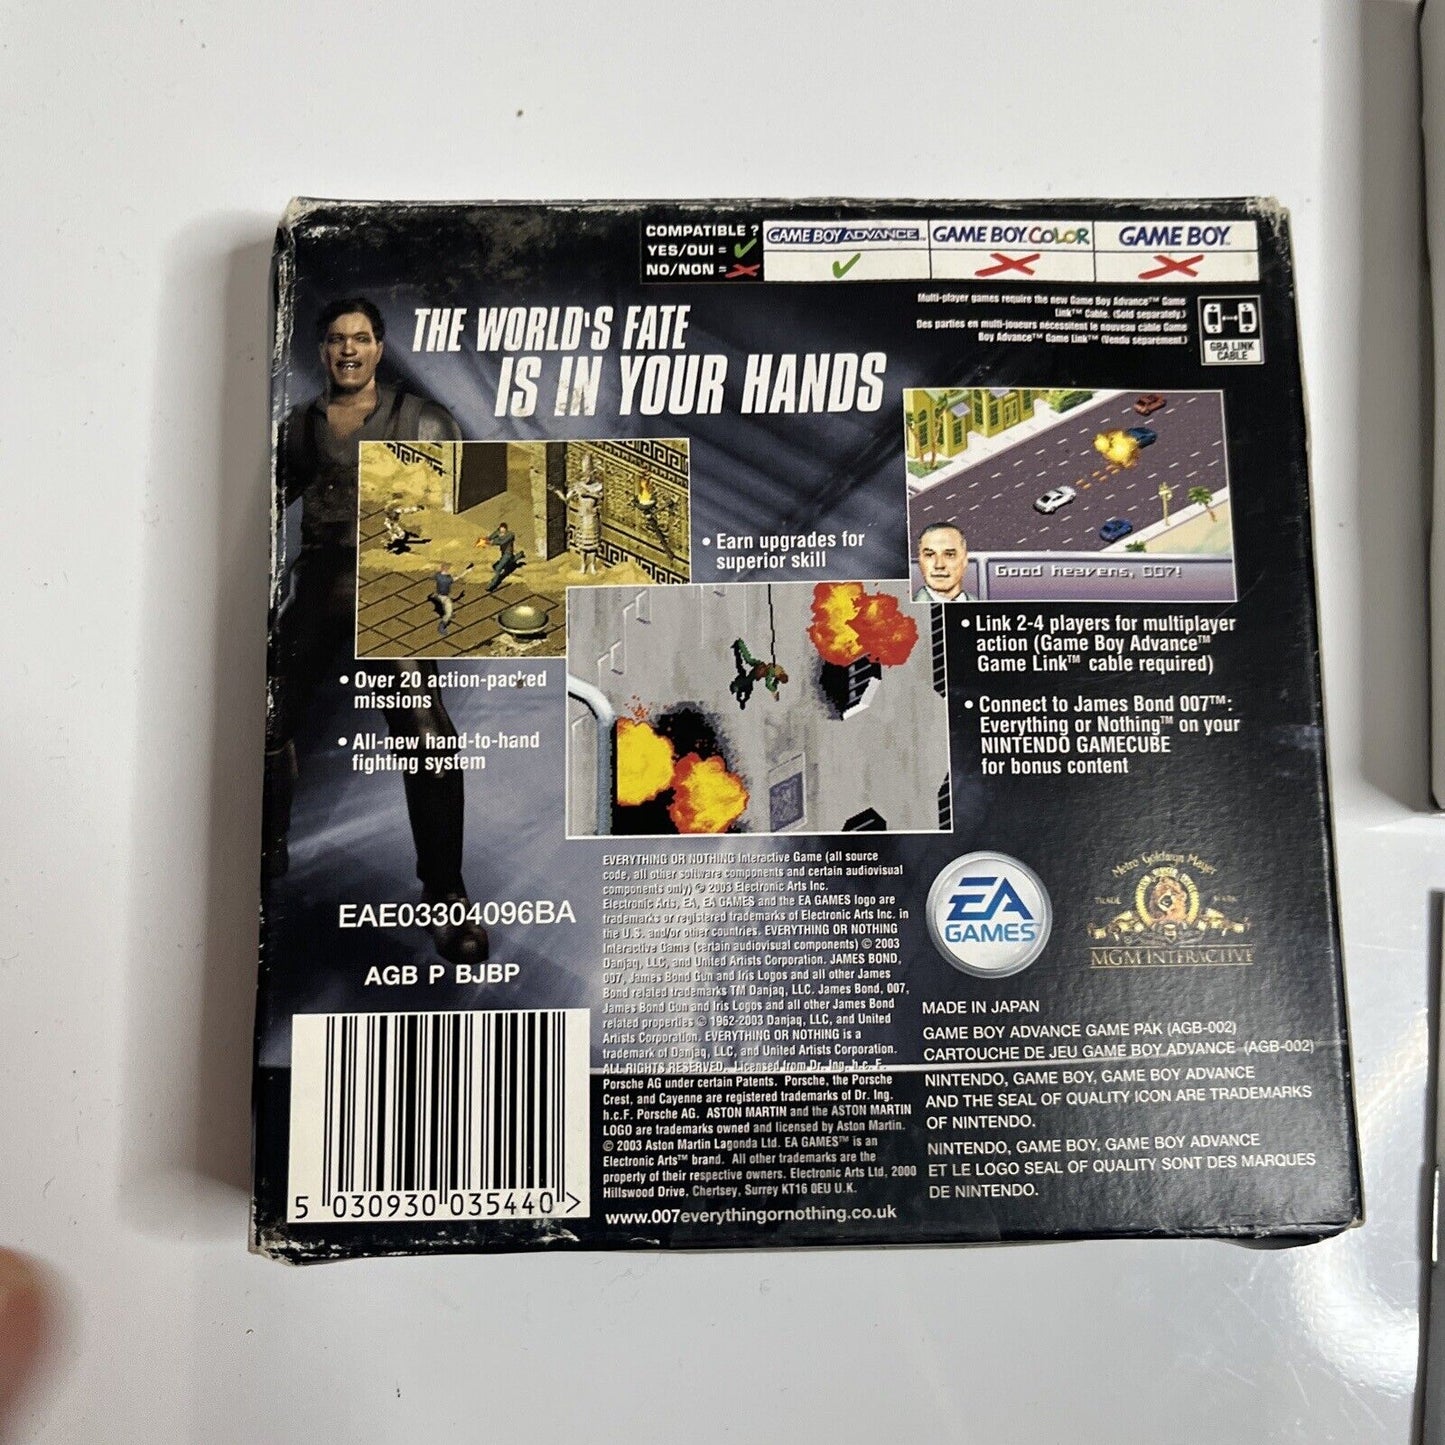 COMPATIBLE ?
YES/OUI =
NO/NON =
GAME BOY ADVANCE™
GAME BOY COLOR
GAME BOY™
Multi-player games require the new Game Boy Advance™ Game
Link™ Cable. (Sold separately.)
Des parties en multi-joueurs nécessitent le nouveau câble Game
Boy Advance™ Game Link™ (Vendu séparément.)
GBA LINK
CABLE
THE WORLD'S FATE
IS IN YOUR HANDS
• Earn upgrades for
superior skill
Good heavens, 007!
• Over 20 action-packed
missions
• All-new hand-to-hand
fighting system
• Link 2-4 players for multiplayer
action (Game Boy Advance™
Game Link™ cable required)
• Connect to James Bond 007™:
Everything or Nothing™ on your
NINTENDO GAMECUBE
for bonus content
EAE03304096BA
AGB P BJBP
5 030930 035440 >
EVERYTHING OR NOTHING Interactive Game (all source
code, all other software components and certain audiovisual
components only) © 2003 Electronic Arts Inc.
Electronic Arts, EA, EA GAMES and the EA GAMES logo are
trademarks or registered trademarks of Electronic Arts Inc. in
the U.S. and/or other countries. EVERYTHING OR NOTHING
Interactive Game (certain audiovisual components) © 2003
Danjaq, LLC, and United Artists Corporation. JAMES BOND,
007, James Bond Gun and Iris Logos and all other James
Bond related trademarks TM Danjaq, LLC. James Bond, 007,
James Bond Gun and Iris Logos and all other James Bond
related properties © 1962-2003 Danjaq, LLC, and United
Artists Corporation. EVERYTHING OR NOTHING is a
trademark of Danjaq, LLC, and United Artists Corporation.
ALL RIGHTS RESERVED. Licensed from Dr. Ing. h.c. F.
Porsche AG under certain Patents. Porsche, the Porsche
Crest, and Cayenne are registered trademarks of Dr. Ing.
h.c.F. Porsche AG. ASTON MARTIN and the ASTON MARTIN
LOGO are trademarks owned and licensed by Aston Martin.
© 2003 Aston Martin Lagonda Ltd. EA GAMES™ is an
Electronic Arts™ brand. All other trademarks are the
property of their respective owners. Electronic Arts Ltd, 2000
Hillswood Drive, Chertsey, Surrey KT16 0EU U.K.
www.007everythingornothing.co.uk
EA
GAMES™
Metro Goldwyn Mayer
TRADE MARK
MGM INTERACTIVE
MADE IN JAPAN
GAME BOY ADVANCE GAME PAK (AGB-002)
CARTOUCHE DE JEU GAME BOY ADVANCE (AGB-002)
NINTENDO, GAME BOY, GAME BOY ADVANCE
AND THE SEAL OF QUALITY ICON ARE TRADEMARKS
OF NINTENDO.
NINTENDO, GAME BOY, GAME BOY ADVANCE
ET LE LOGO SEAL OF QUALITY SONT DES MARQUES
DE NINTENDO.